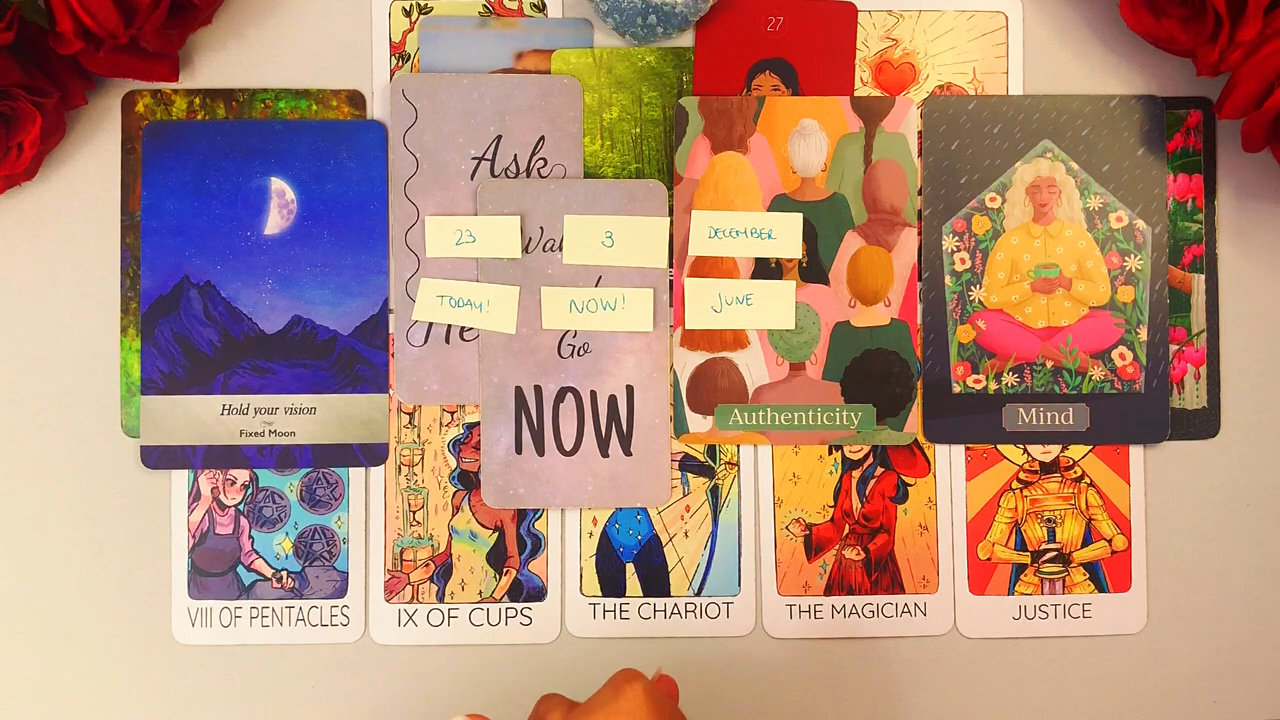 27
Ask
23
3
DECEMBER
TODAY!
NOW!
JUNE
Go
NOW
Hold your vision
Fixed Moon
Authenticity
Mind
VIII OF PENTACLES
IX OF CUPS
THE CHARIOT
THE MAGICIAN
JUSTICE